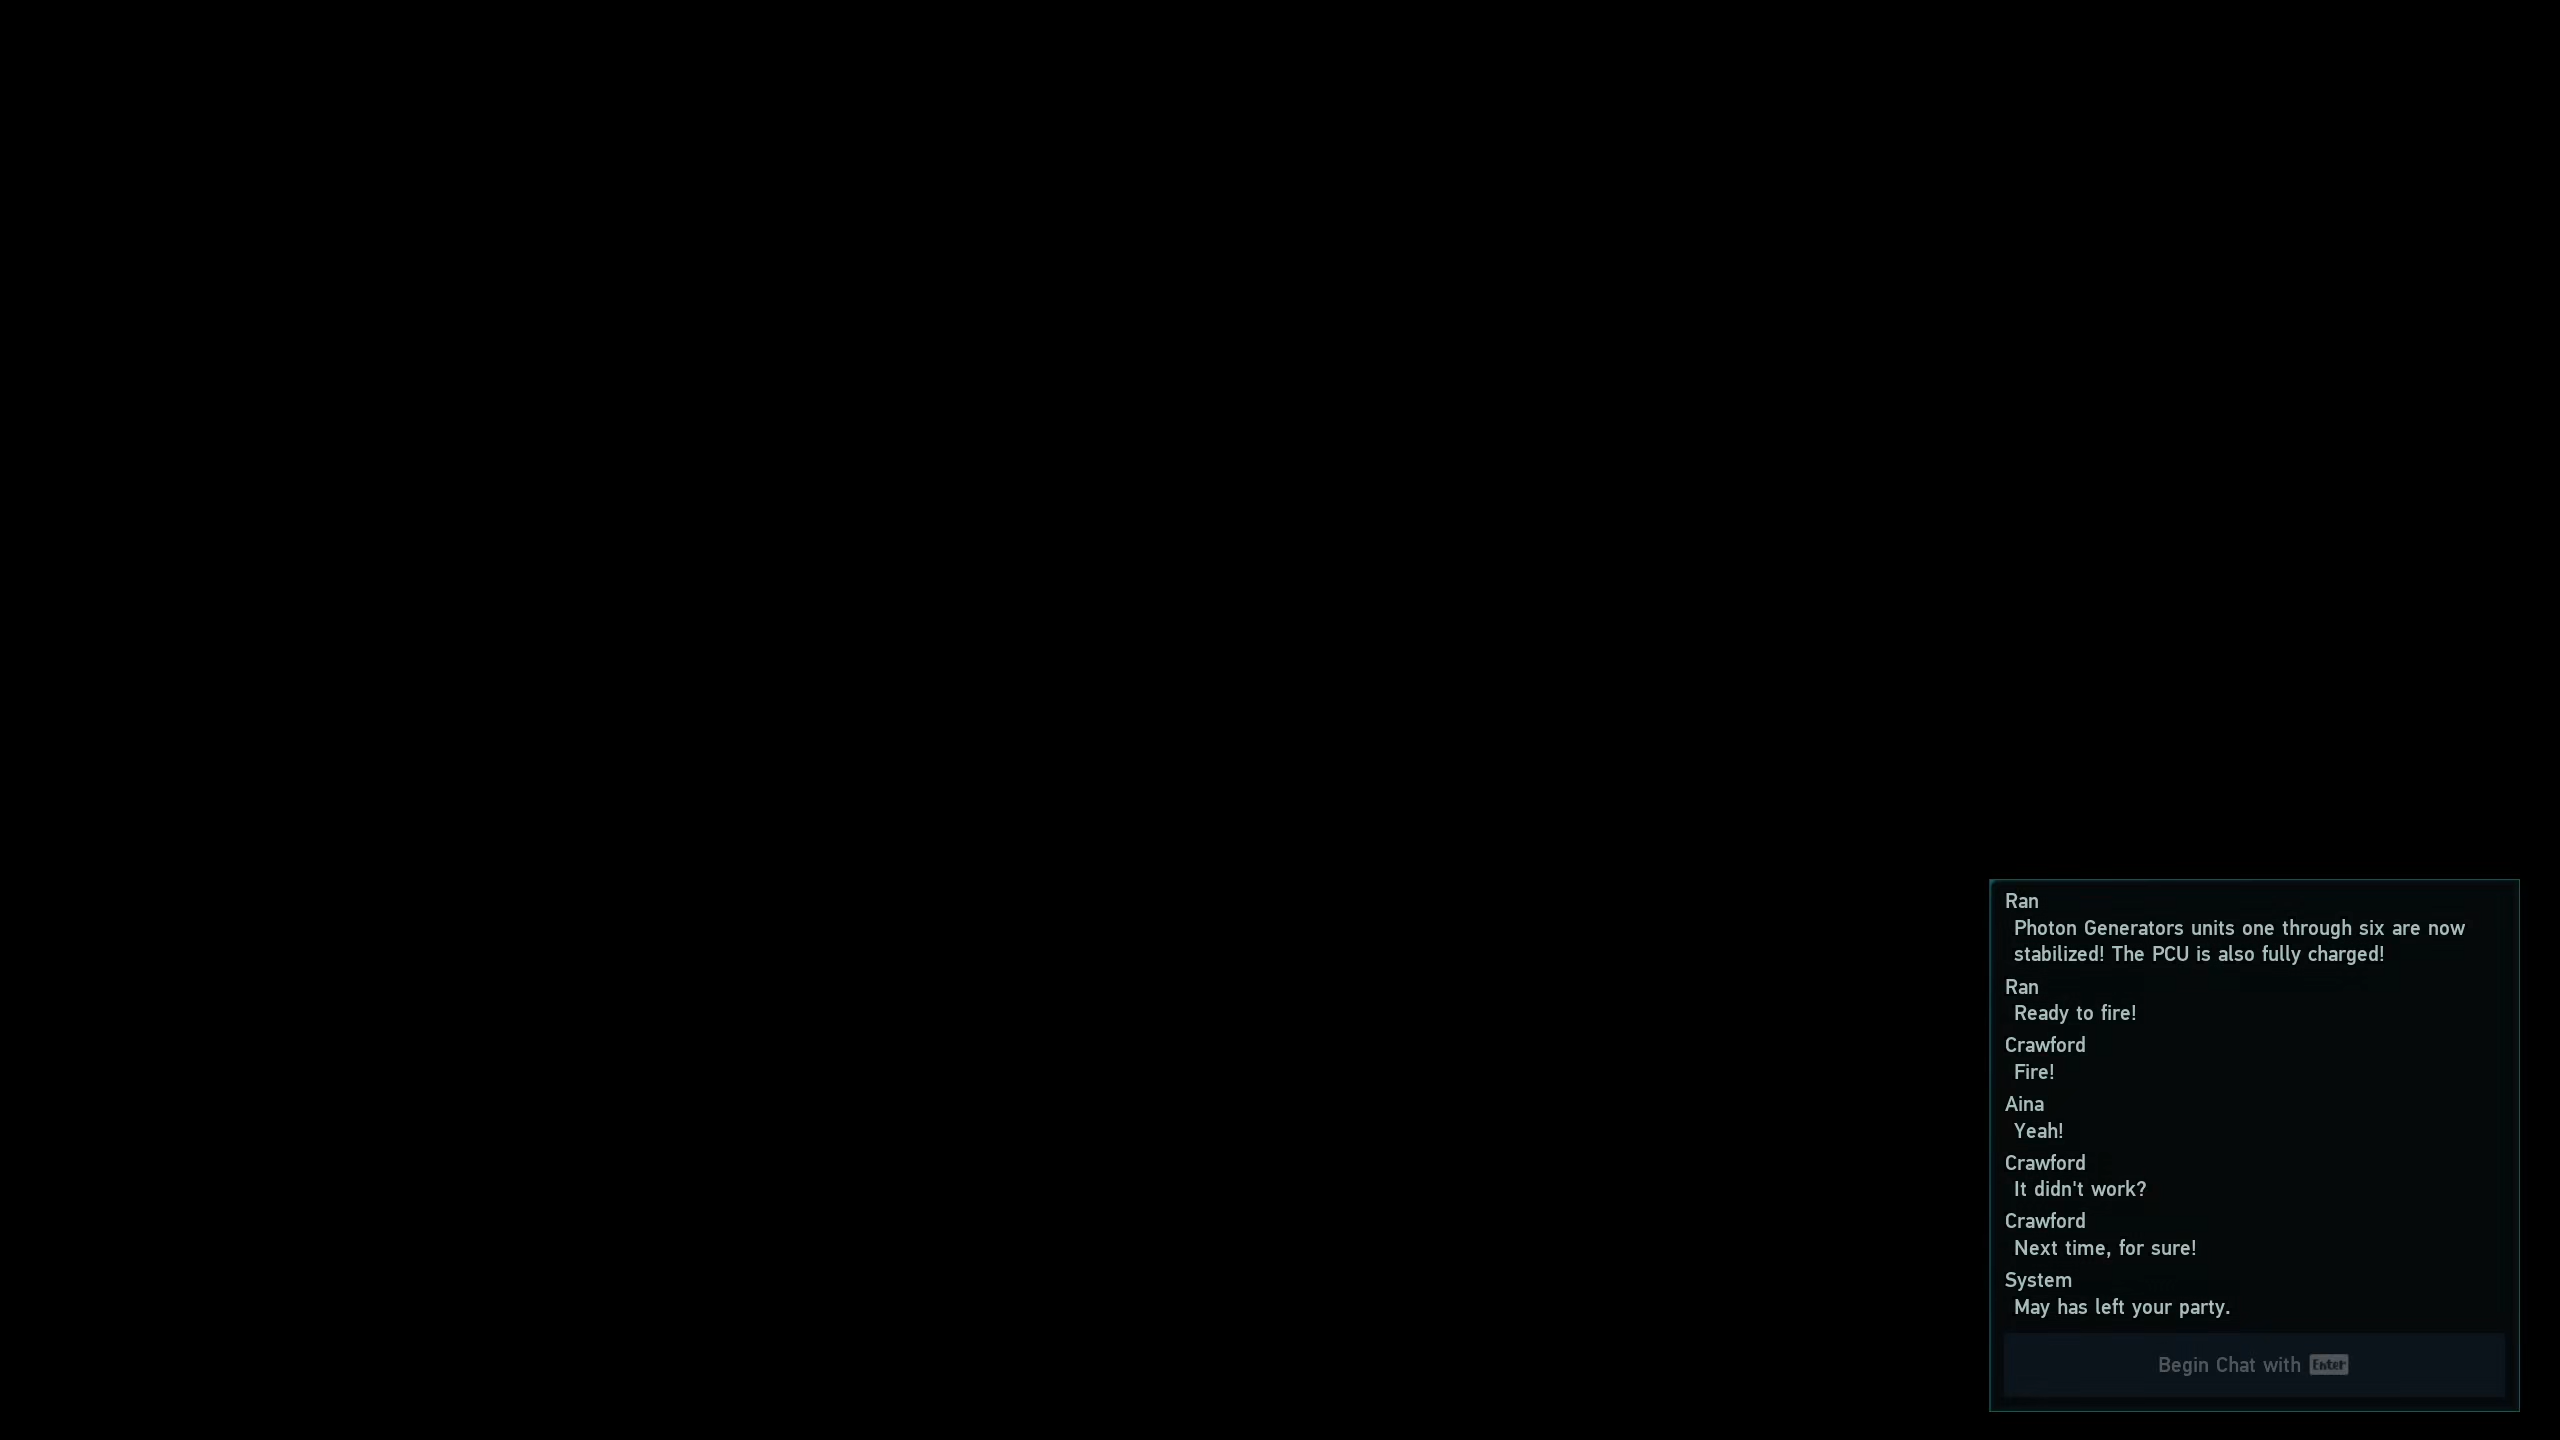 Ran
Photon Generators units one through six are now
stabilized! The PCU is also fully charged!
Ran
Ready to fire!
Crawford
Fire!
Aina
Yeah!
Crawford
It didn't work?
Crawford
Next time, for sure!
System
May has left your party.
Begin Chat with Enter